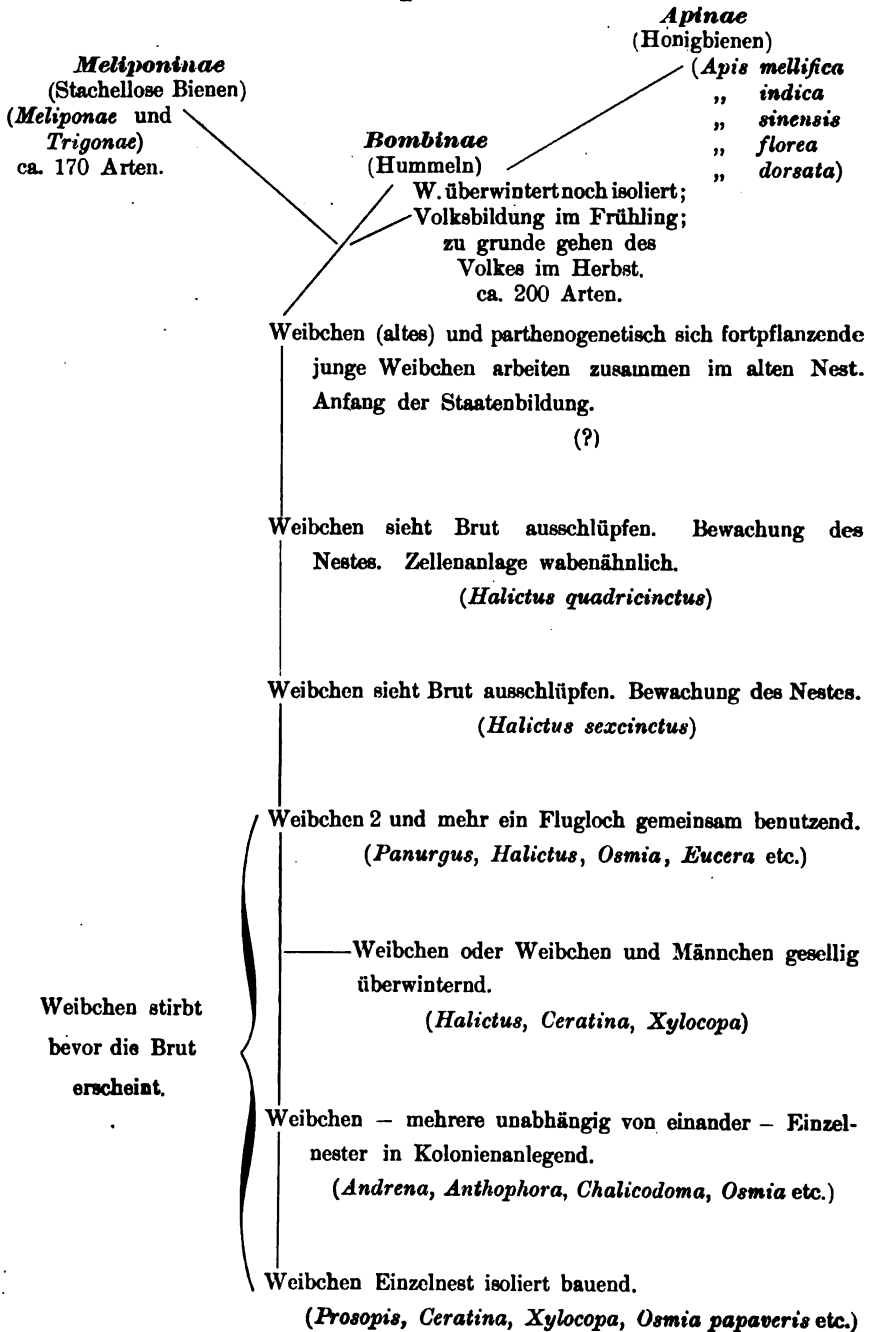 Apinae
(Honigbienen)
(Apis mellifica
„ indica
„ sinensis
„ florea
„ dorsata)
Meliponinae
(Stachellose Bienen)
(Meliponae und
Trigonae)
ca. 170 Arten.
Bombinae
(Hummeln)
W. überwintert noch isoliert;
Volksbildung im Frühling;
zu grunde gehen des
Volkes im Herbst.
ca. 200 Arten.
Weibchen (altes) und parthenogenetisch sich fortpflanzende
junge Weibchen arbeiten zusammen im alten Nest.
Anfang der Staatenbildung.
(?)
Weibchen sieht Brut ausschlüpfen. Bewachung des
Nestes. Zellenanlage wabenähnlich.
(Halictus quadricinctus)
Weibchen sieht Brut ausschlüpfen. Bewachung des Nestes.
(Halictus sexcinctus)
Weibchen 2 und mehr ein Flugloch gemeinsam benutzend.
(Panurgus, Halictus, Osmia, Eucera etc.)
Weibchen oder Weibchen und Männchen gesellig
überwinternd.
(Halictus, Ceratina, Xylocopa)
Weibchen stirbt
bevor die Brut
erscheint.
Weibchen – mehrere unabhängig von einander – Einzel-
nester in Kolonienanlegend.
(Andrena, Anthophora, Chalicodoma, Osmia etc.)
Weibchen Einzelnest isoliert bauend.
(Prosopis, Ceratina, Xylocopa, Osmia papaveris etc.)